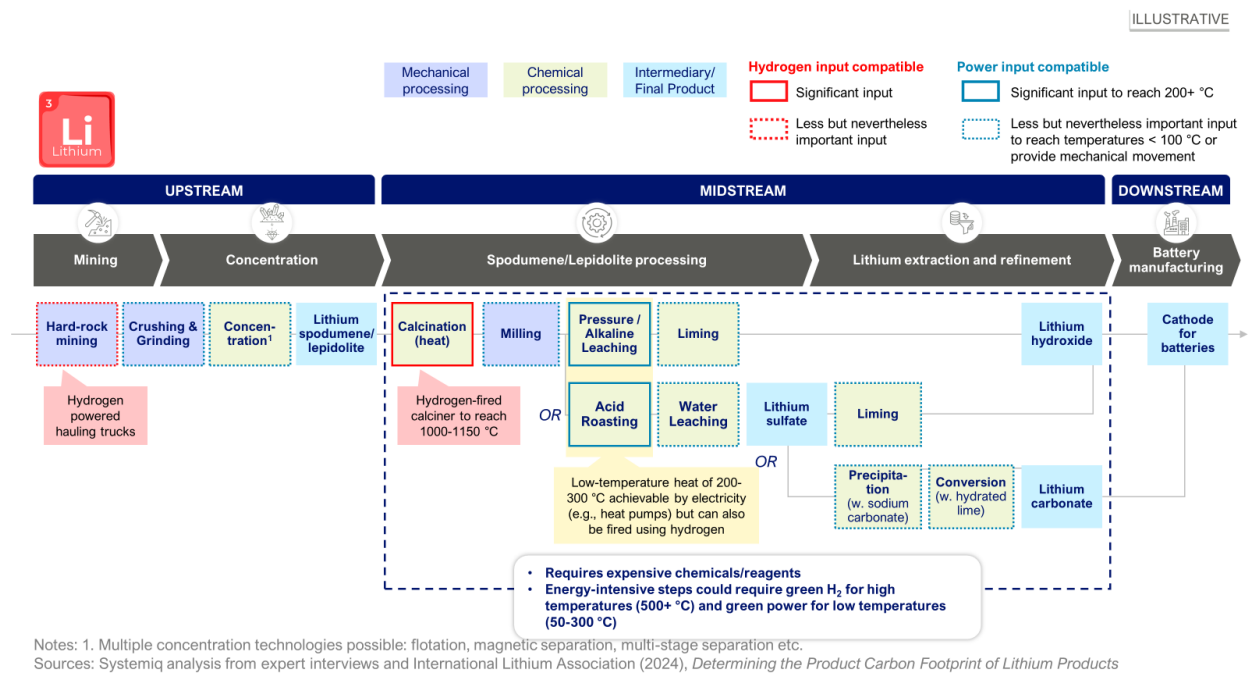 ILLUSTRATIVE
3
Li
Lithium
Mechanical
processing
Chemical
processing
Intermediary/
Final Product
Hydrogen input compatible
Significant input
Less but nevertheless
important input
Power input compatible
Significant input to reach 200+ °C
Less but nevertheless important input
to reach temperatures < 100 °C or
provide mechanical movement
UPSTREAM
MIDSTREAM
DOWNSTREAM
Mining
Concentration
Spodumene/Lepidolite processing
Lithium extraction and refinement
Battery
manufacturing
Hard-rock
mining
Crushing &
Grinding
Concen-
tration1
Lithium
spodumene/
lepidolite
Calcination
(heat)
Milling
Pressure /
Alkaline
Leaching
Liming
Lithium
hydroxide
Cathode
for
batteries
Hydrogen
powered
hauling trucks
Hydrogen-fired
calciner to reach
1000-1150 °C
OR
Acid
Roasting
Water
Leaching
Lithium
sulfate
Liming
OR
Low-temperature heat of 200-
300 °C achievable by electricity
(e.g., heat pumps) but can also
be fired using hydrogen
Precipita-
tion
(w. sodium
carbonate)
Conversion
(w. hydrated
lime)
Lithium
carbonate
• Requires expensive chemicals/reagents
• Energy-intensive steps could require green H2 for high
temperatures (500+ °C) and green power for low temperatures
(50-300 °C)
Notes: 1. Multiple concentration technologies possible: flotation, magnetic separation, multi-stage separation etc.
Sources: Systemiq analysis from expert interviews and International Lithium Association (2024), Determining the Product Carbon Footprint of Lithium Products